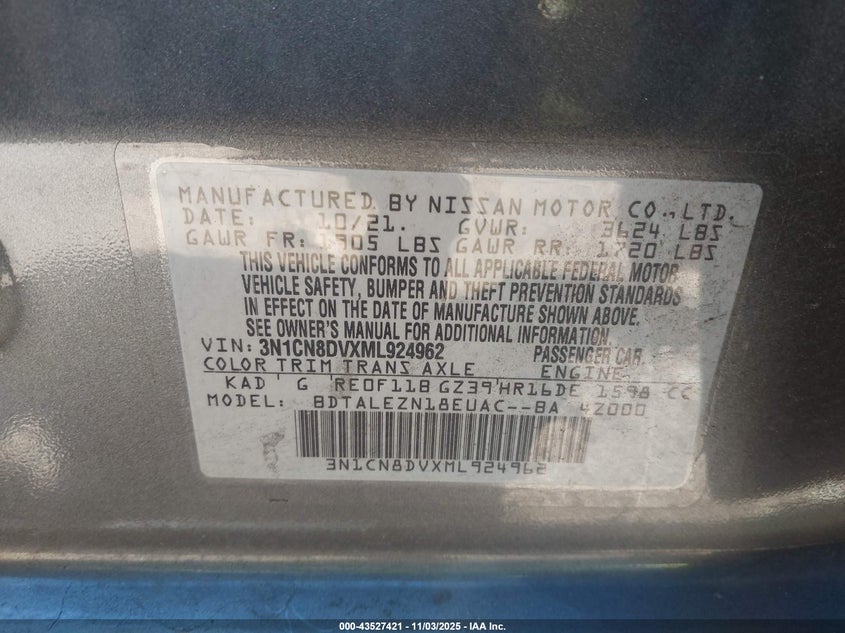 MANUFACTURED BY NISSAN MOTOR CO., LTD.
DATE: 10/21. GVWR: 3624 LBS
GAWR FR: 1905 LBS GAWR RR: 1720 LBS
THIS VEHICLE CONFORMS TO ALL APPLICABLE FEDERAL MOTOR
VEHICLE SAFETY, BUMPER AND THEFT PREVENTION STANDARDS
IN EFFECT ON THE DATE OF MANUFACTURE SHOWN ABOVE.
SEE OWNER'S MANUAL FOR ADDITIONAL INFORMATION.
VIN: 3N1CN8DVXML924962 PASSENGER CAR
COLOR TRIM TRANS AXLE ENGINE
KAD G RE0F11B GZ39 HR16DE 1598 CC
MODEL: BDTALEZN18EUAC--BA 4Z000
3N1CN8DVXML924962
000-43527421 | 11/03/2025 - IAA Inc.